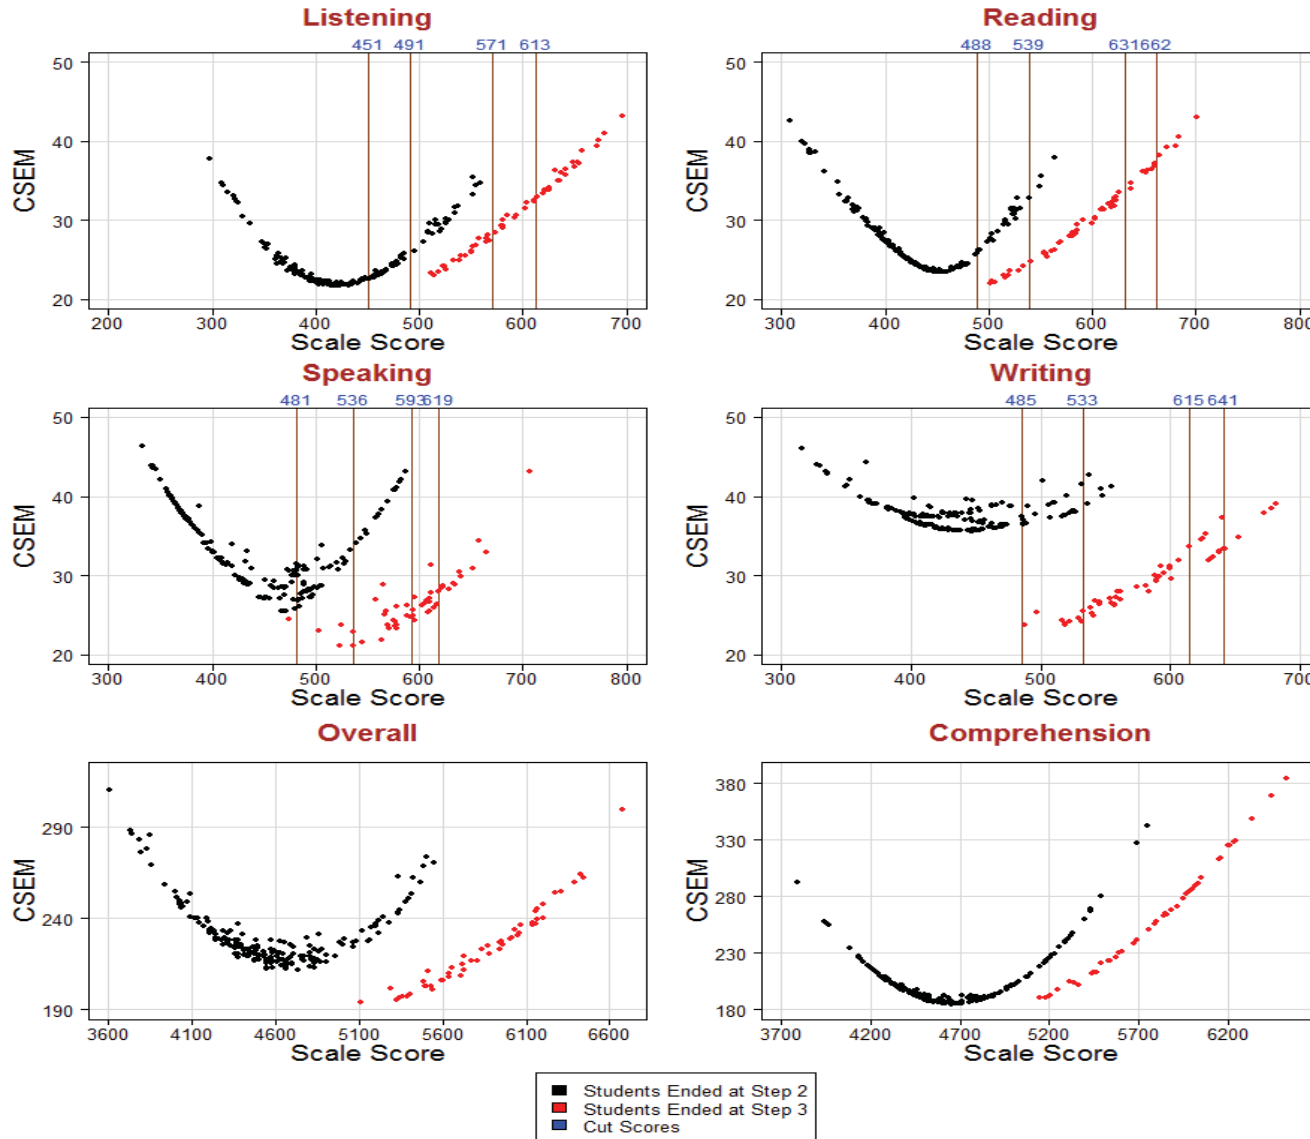 Listening
451 491 571 613
50
40
30
20
CSEM
200 300 400 500 600 700
Scale Score
Reading
488 539 631 662
50
40
30
20
CSEM
300 400 500 600 700 800
Scale Score
Speaking
481 536 593 619
50
40
30
20
CSEM
300 400 500 600 700 800
Scale Score
Writing
485 533 615 641
50
40
30
20
CSEM
300 400 500 600 700
Scale Score
Overall
290
240
190
CSEM
3600 4100 4600 5100 5600 6100 6600
Scale Score
Comprehension
380
330
280
230
180
CSEM
3700 4200 4700 5200 5700 6200
Scale Score
Students Ended at Step 2
Students Ended at Step 3
Cut Scores